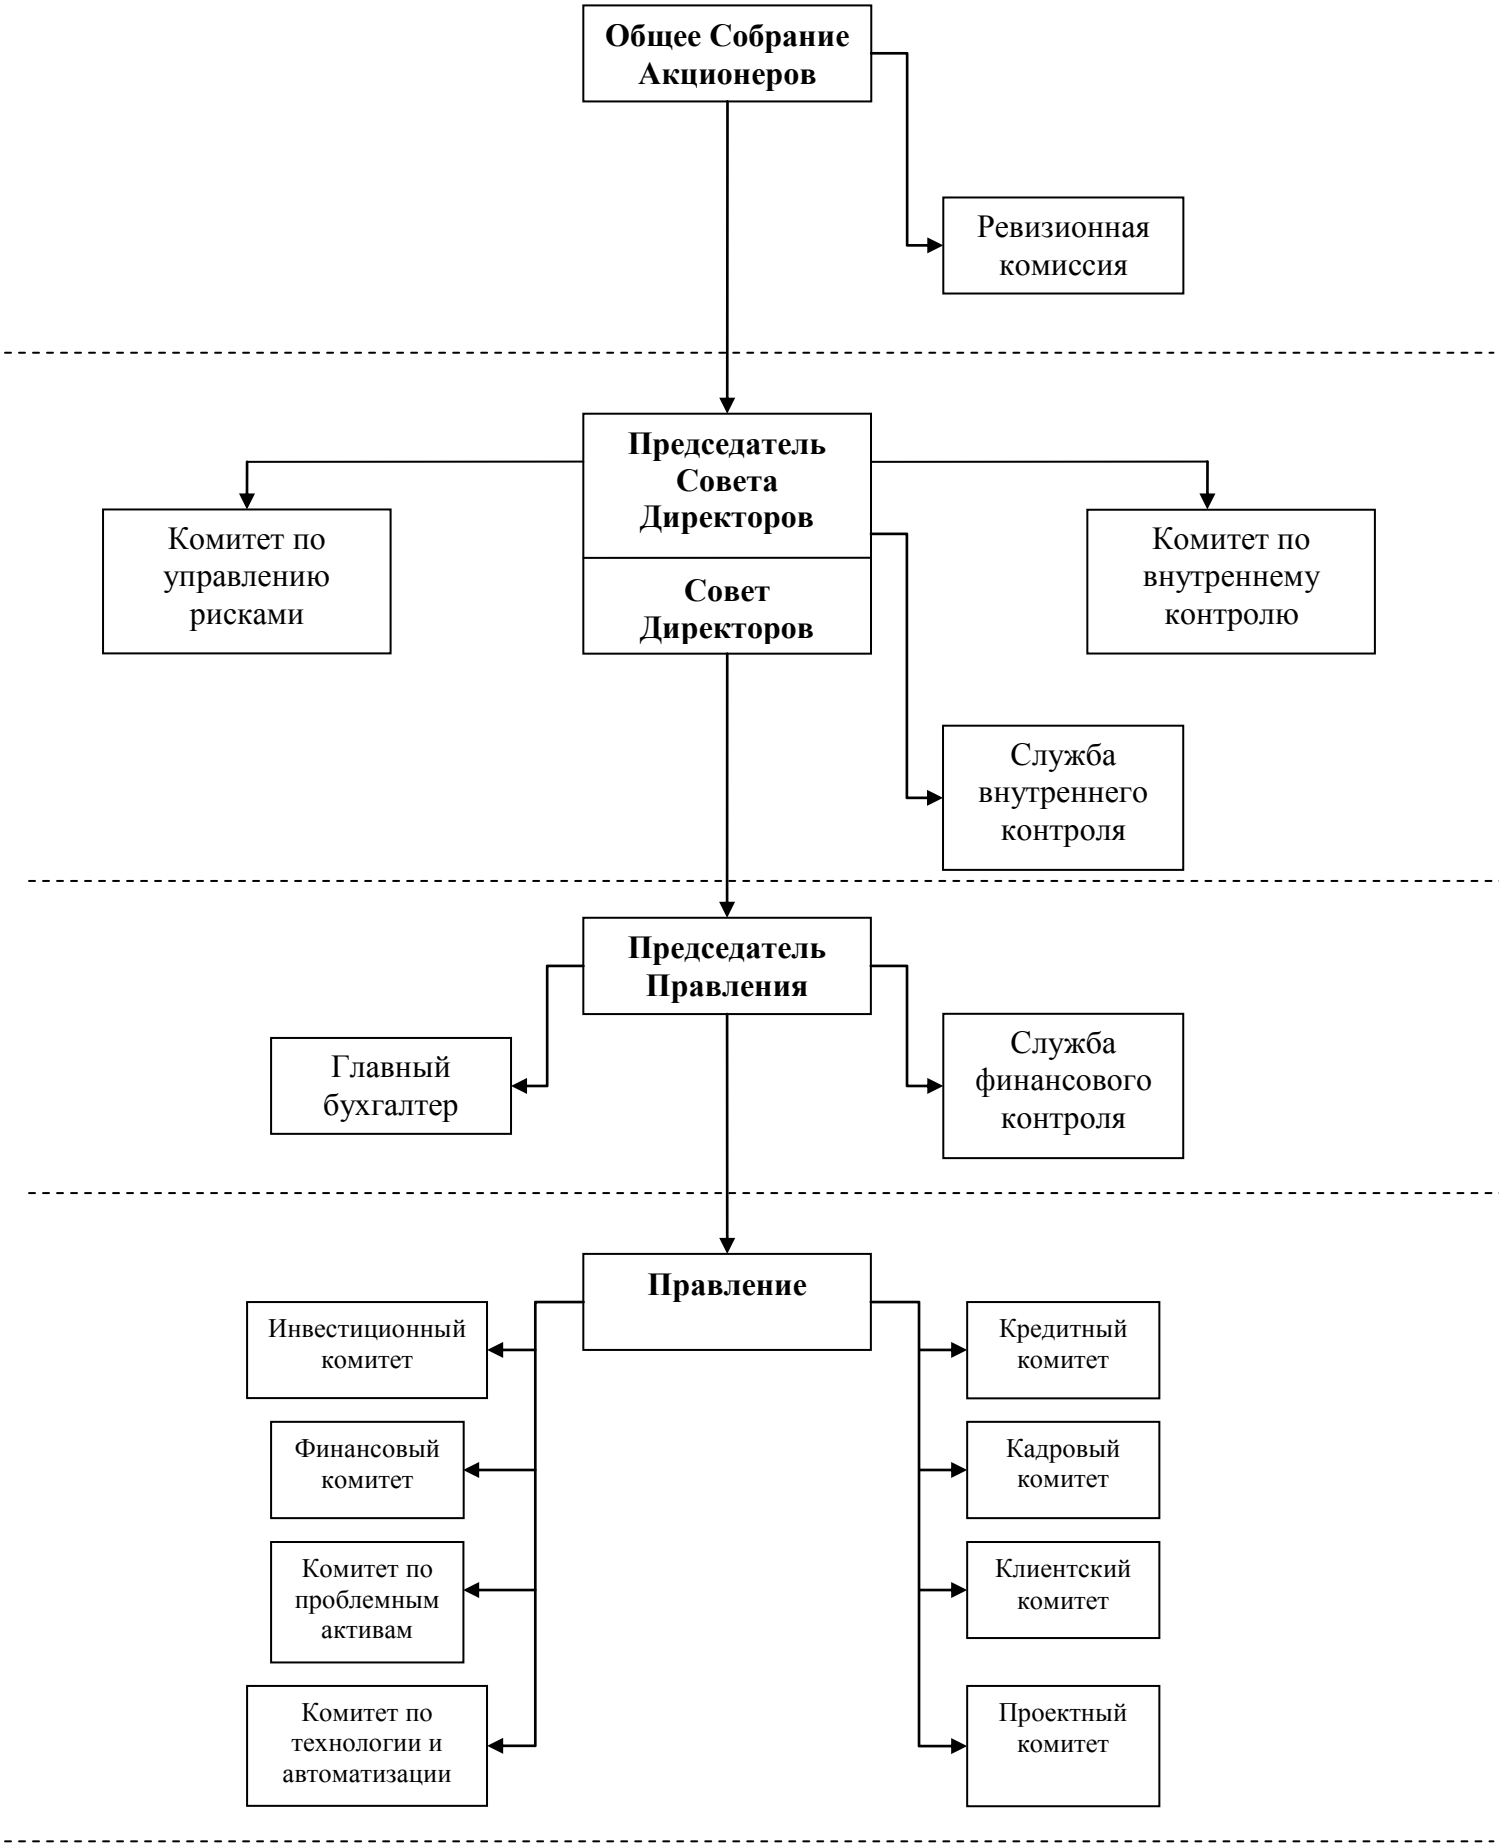 Общее Собрание
Акционеров
Ревизионная
комиссия
Председатель
Совета
Директоров
Комитет по
управлению
рисками
Комитет по
внутреннему
контролю
Совет
Директоров
Служба
внутреннего
контроля
Председатель
Правления
Главный
бухгалтер
Служба
финансового
контроля
Правление
Инвестиционный
комитет
Кредитный
комитет
Финансовый
комитет
Кадровый
комитет
Комитет по
проблемным
активам
Клиентский
комитет
Комитет по
технологии и
автоматизации
Проектный
комитет